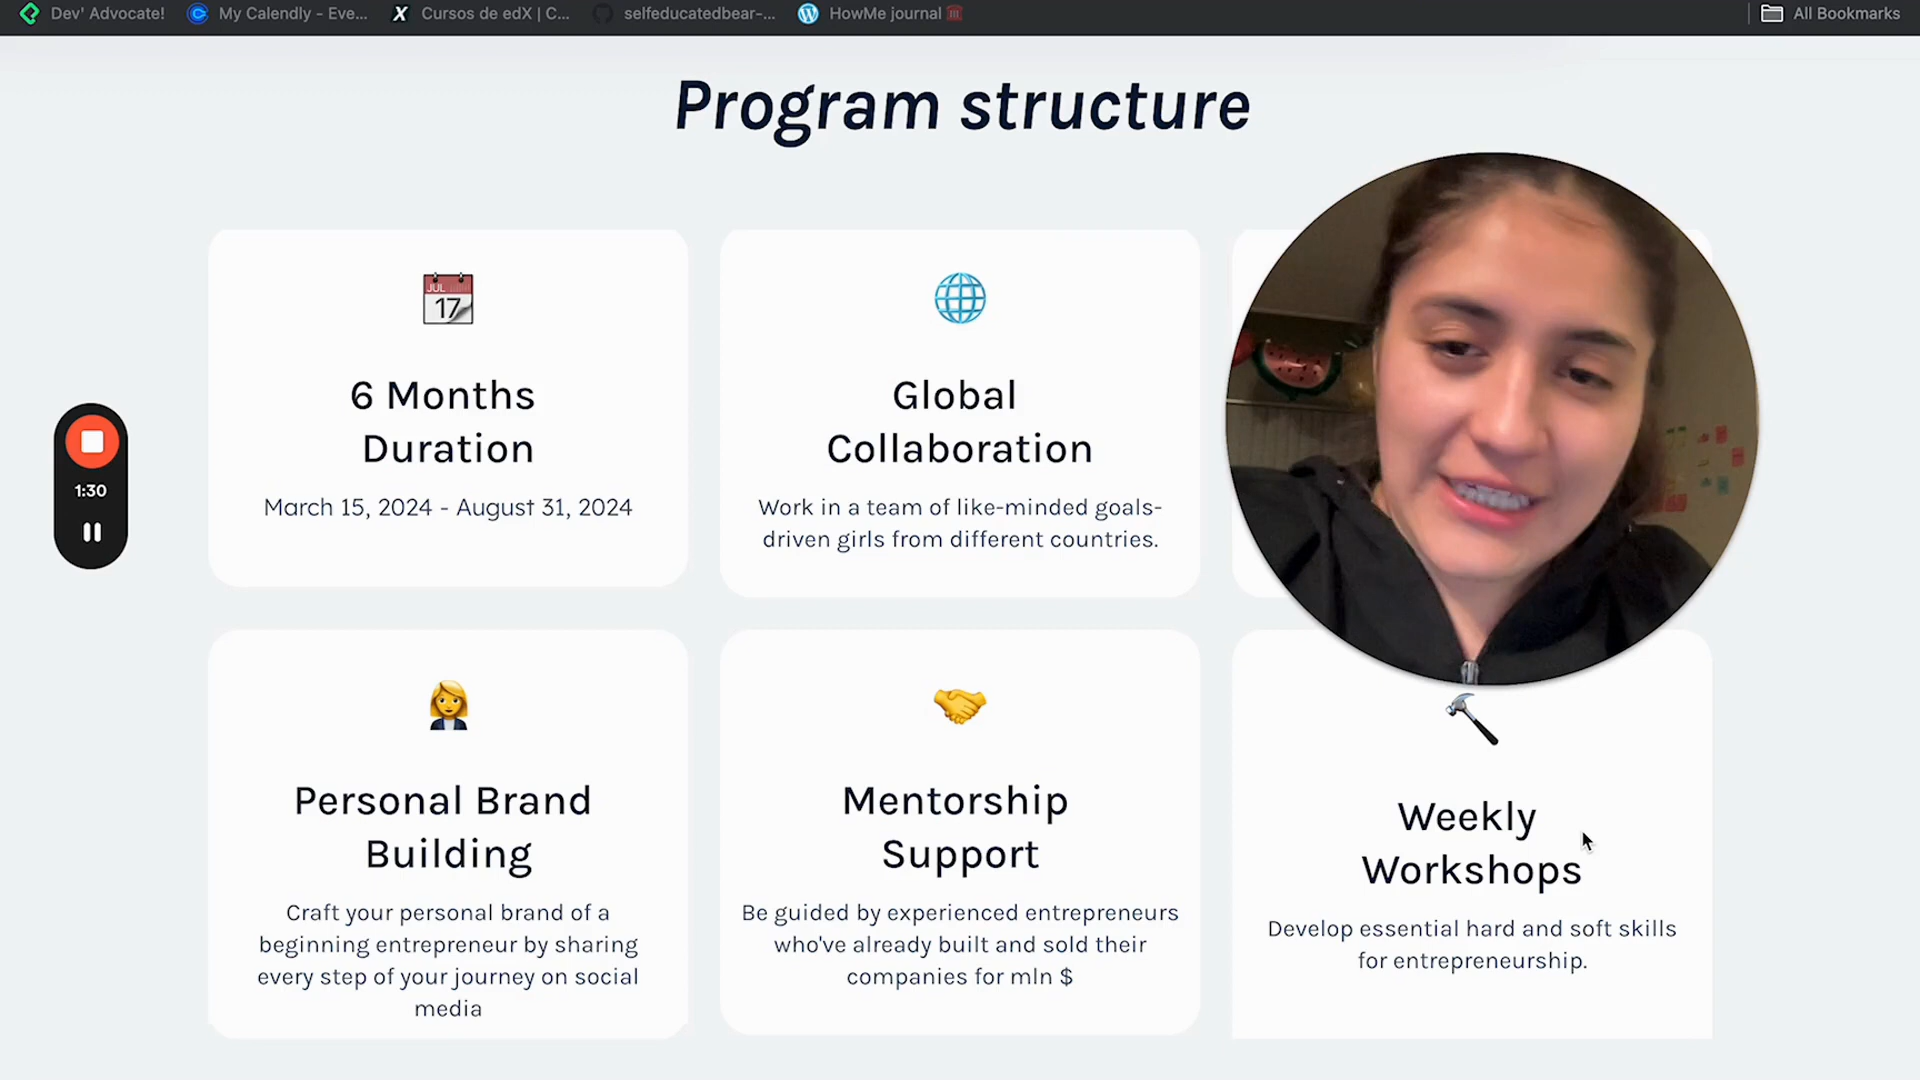 Dev' Advocate!
My Calendly - Eve...
Cursos de edX | C...
selfeducatedbear-...
HowMe journal
All Bookmarks
Program structure
JUL
17
6 Months
Duration
March 15, 2024 - August 31, 2024
Global
Collaboration
Work in a team of like-minded goals-
driven girls from different countries.
1:30
Personal Brand
Building
Craft your personal brand of a
beginning entrepreneur by sharing
every step of your journey on social
media
Mentorship
Support
Be guided by experienced entrepreneurs
who've already built and sold their
companies for mln $
Weekly
Workshops
Develop essential hard and soft skills
for entrepreneurship.